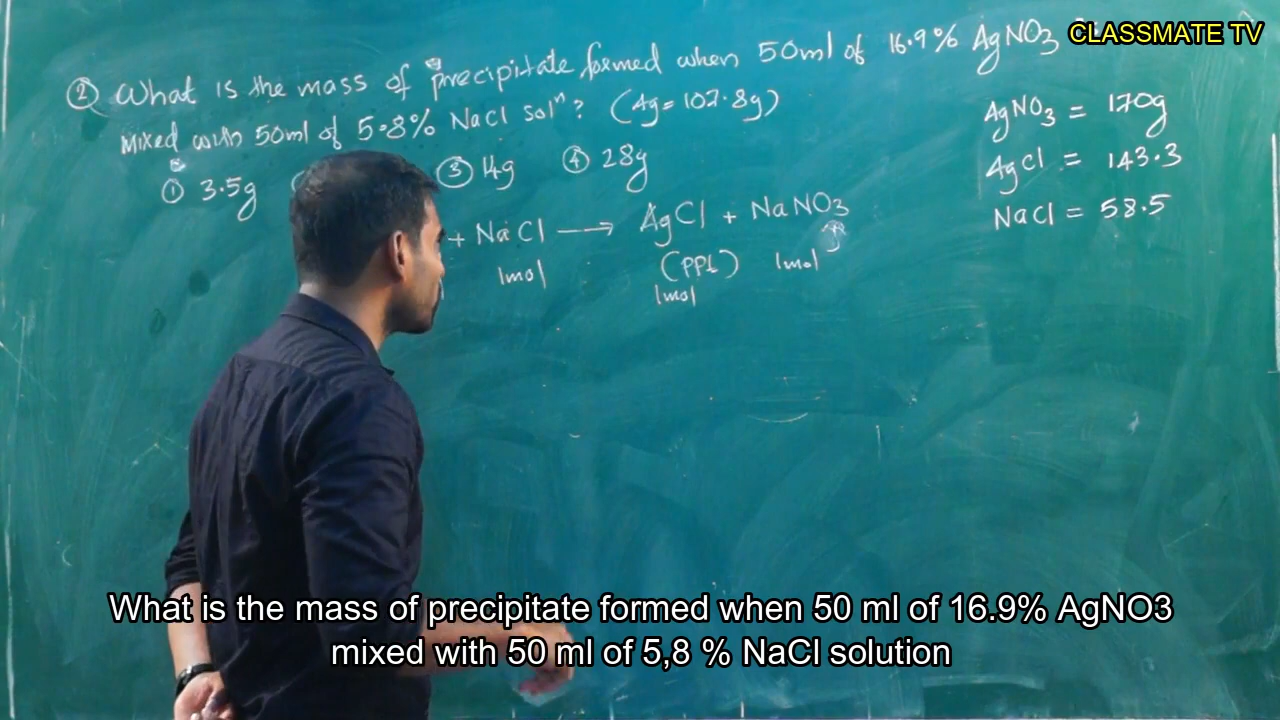 CLASSMATE TV
② What is the mass of precipitate formed when 50ml of 16.9% AgNO3
Mixed with 50ml of 5.8% NaCl solⁿ? (Ag = 107.8g)
① 3.5g ③ 14g ④ 28g
+ NaCl ⟶ AgCl + NaNO3
1mol (PPt) 1mol
1mol
AgNO3 = 170g
AgCl = 143.3
NaCl = 58.5
What is the mass of precipitate formed when 50 ml of 16.9% AgNO3
mixed with 50 ml of 5,8 % NaCl solution